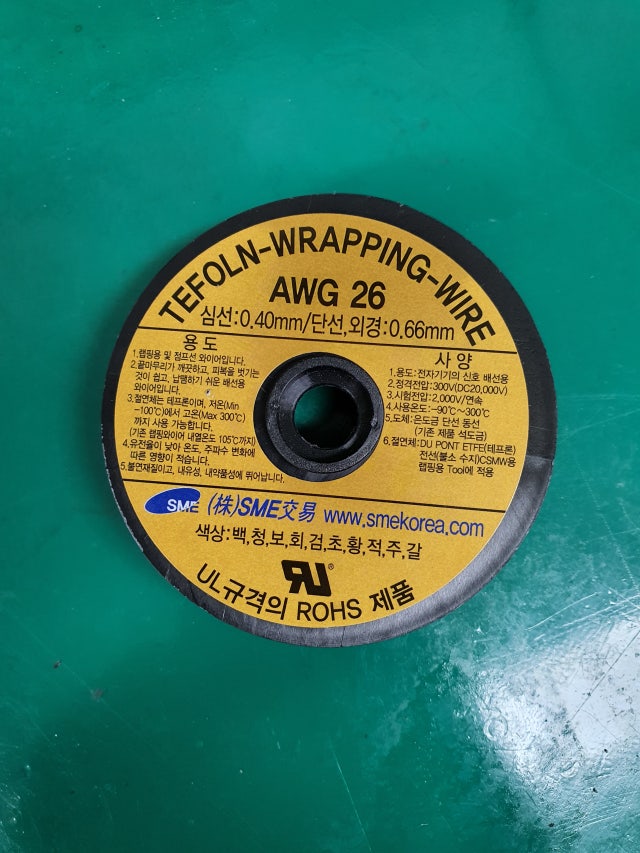 TEFOLN-WRAPPING-WIRE
AWG 26
심선:0.40mm/단선,외경:0.66mm
용 도
1.랩핑용 및 점프선 와이어입니다.
2.끝마무리가 깨끗하고, 피복을 벗기는
것이 쉽고, 납땜하기 쉬운 배선용
와이어입니다.
3.절연체는 테프론이며, 저온(Min
-100℃)에서 고온(Max 300℃)
까지 사용 가능합니다.
(기존 랩핑와이어 내열온도 105℃까지)
4.유전율이 낮아 온도, 주파수 변화에
따른 영향이 적습니다.
5.불연재질이고, 내유성, 내약품성에 뛰어납니다.
사 양
1.용도:전자기기의 신호 배선용
2.정격전압:300V(DC20,000V)
3.시험전압:2,000V/연속
4.사용온도:-90℃~300℃
5.도체:은도금 단선 동선
(기존 제품 석도금)
6.절연체:DU PONT ETFE(테프론)
전선(불소 수지)CSMW용
랩핑용 Tool에 적용
SME (株)SME交易 www.smekorea.com
색상:백,청,보,회,검,초,황,적,주,갈
RU®
UL규격의 ROHS 제품